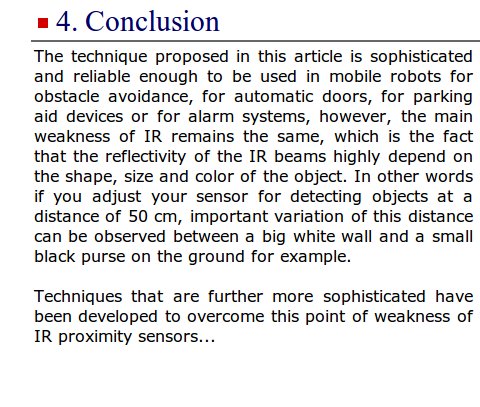 4. Conclusion
The technique proposed in this article is sophisticated
and reliable enough to be used in mobile robots for
obstacle avoidance, for automatic doors, for parking
aid devices or for alarm systems, however, the main
weakness of IR remains the same, which is the fact
that the reflectivity of the IR beams highly depend on
the shape, size and color of the object. In other words
if you adjust your sensor for detecting objects at a
distance of 50 cm, important variation of this distance
can be observed between a big white wall and a small
black purse on the ground for example.
Techniques that are further more sophisticated have
been developed to overcome this point of weakness of
IR proximity sensors...